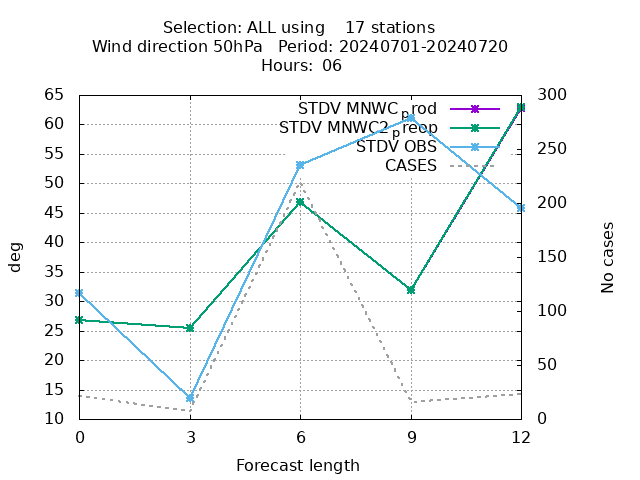 Selection: ALL using    17 stations
Wind direction 50hPa   Period: 20240701-20240720
Hours: 06
STDV MNWC_prod
STDV MNWC2_preop
STDV OBS
CASES
65
60
55
50
45
40
35
30
25
20
15
10
deg
300
250
200
150
100
50
0
No cases
0 3 6 9 12
Forecast length